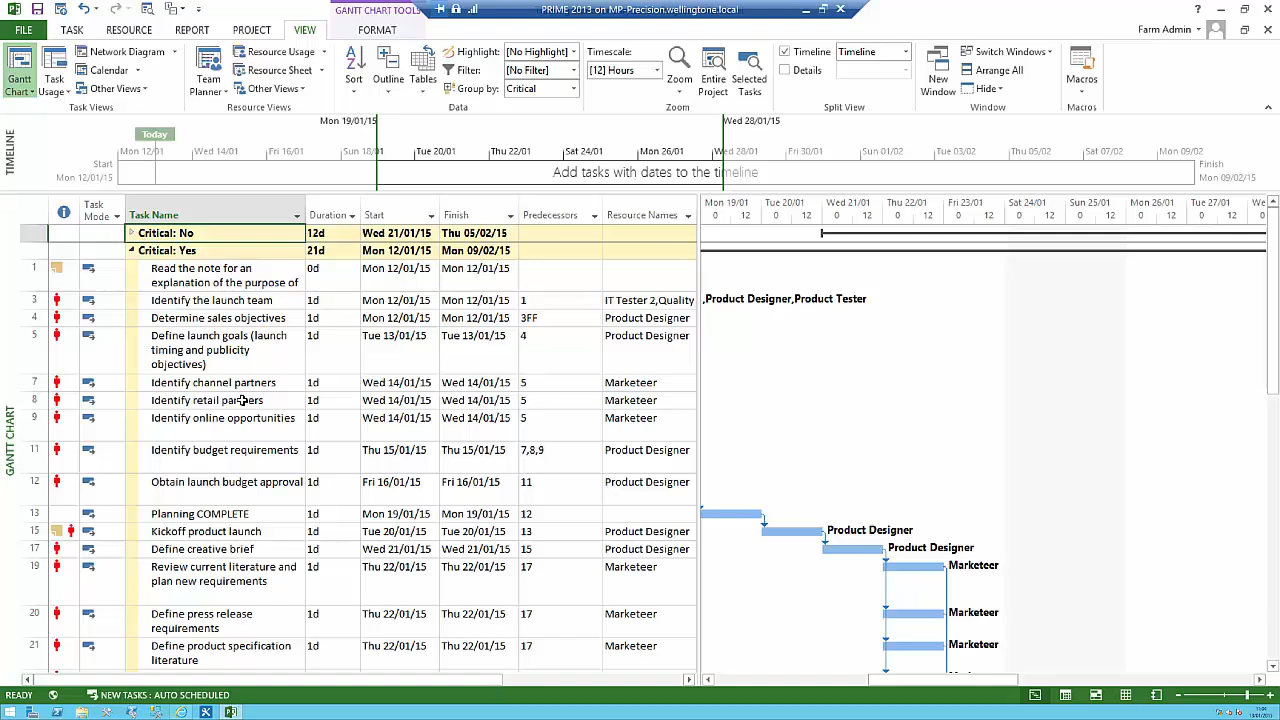 GANTT CHART TOOLS
PRIME 2013 on MP-Precision.wellingtone.local
FILE TASK RESOURCE REPORT PROJECT VIEW FORMAT
Farm Admin
Gantt Chart
Task Usage
Network Diagram
Calendar
Other Views
Task Views
Team Planner
Resource Usage
Resource Sheet
Other Views
Resource Views
Sort
Outline
Tables
Highlight: [No Highlight]
Filter: [No Filter]
Group by: Critical
Data
Timescale:
[12] Hours
Zoom
Entire Project
Selected Tasks
Zoom
Timeline Timeline
Details
Split View
New Window
Switch Windows
Arrange All
Hide
Window
Macros
Macros
TIMELINE
Mon 19/01/15 Wed 28/01/15
Today
Mon 12/01 Wed 14/01 Fri 16/01 Sun 18/01 Tue 20/01 Thu 22/01 Sat 24/01 Mon 26/01 Wed 28/01 Fri 30/01 Sun 01/02 Tue 03/02 Thu 05/02 Sat 07/02 Mon 09/02
Start
Mon 12/01/15
Add tasks with dates to the timeline
Finish
Mon 09/02/15
GANTT CHART
Task Mode Task Name Duration Start Finish Predecessors Resource Names
Mon 19/01 Tue 20/01 Wed 21/01 Thu 22/01 Fri 23/01 Sat 24/01 Sun 25/01 Mon 26/01 Tue 27/01 We
0 12 0 12 0 12 0 12 0 12 0 12 0 12 0 12 0 12 0
Critical: No 12d Wed 21/01/15 Thu 05/02/15
Critical: Yes 21d Mon 12/01/15 Mon 09/02/15
1 Read the note for an explanation of the purpose of 0d Mon 12/01/15 Mon 12/01/15
3 Identify the launch team 1d Mon 12/01/15 Mon 12/01/15 1 IT Tester 2,Quality
,Product Designer,Product Tester
4 Determine sales objectives 1d Mon 12/01/15 Mon 12/01/15 3FF Product Designer
5 Define launch goals (launch timing and publicity objectives) 1d Tue 13/01/15 Tue 13/01/15 4 Product Designer
7 Identify channel partners 1d Wed 14/01/15 Wed 14/01/15 5 Marketeer
8 Identify retail partners 1d Wed 14/01/15 Wed 14/01/15 5 Marketeer
9 Identify online opportunities 1d Wed 14/01/15 Wed 14/01/15 5 Marketeer
11 Identify budget requirements 1d Thu 15/01/15 Thu 15/01/15 7,8,9 Product Designer
12 Obtain launch budget approval 1d Fri 16/01/15 Fri 16/01/15 11 Product Designer
13 Planning COMPLETE 1d Mon 19/01/15 Mon 19/01/15 12
15 Kickoff product launch 1d Tue 20/01/15 Tue 20/01/15 13 Product Designer
Product Designer
17 Define creative brief 1d Wed 21/01/15 Wed 21/01/15 15 Product Designer
Product Designer
19 Review current literature and plan new requirements 1d Thu 22/01/15 Thu 22/01/15 17 Marketeer
Marketeer
20 Define press release requirements 1d Thu 22/01/15 Thu 22/01/15 17 Marketeer
Marketeer
21 Define product specification literature 1d Thu 22/01/15 Thu 22/01/15 17 Marketeer
Marketeer
READY NEW TASKS : AUTO SCHEDULED